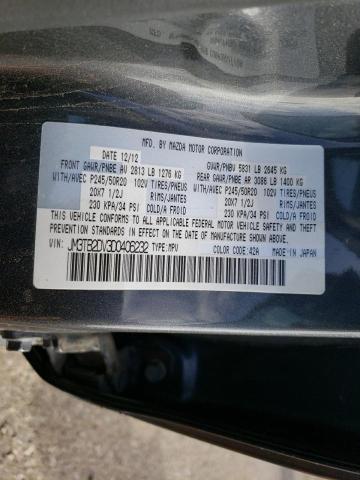 MFD. BY MAZDA MOTOR CORPORATION
DATE 12/12 GVWR/PNBV 5831 LB 2645 KG
FRONT GAWR/PNBE AV 2813 LB 1276 KG REAR GAWR/PNBE AR 3086 LB 1400 KG
WITH/AVEC P245/50R20 102V TIRES/PNEUS WITH/AVEC P245/50R20 102V TIRES/PNEUS
20X7 1/2J RIMS/JANTES 20X7 1/2J RIMS/JANTES
230 KPA/34 PSI COLD/A FROID 230 KPA/34 PSI COLD/A FROID
THIS VEHICLE CONFORMS TO ALL APPLICABLE FEDERAL MOTOR VEHICLE
SAFETY, BUMPER, AND THEFT PREVENTION STANDARDS IN EFFECT ON THE
DATE OF MANUFACTURE SHOWN ABOVE.
VIN: JM3TB2DV3D0406232 TYPE: MPV COLOR CODE: 42A MADE IN JAPAN